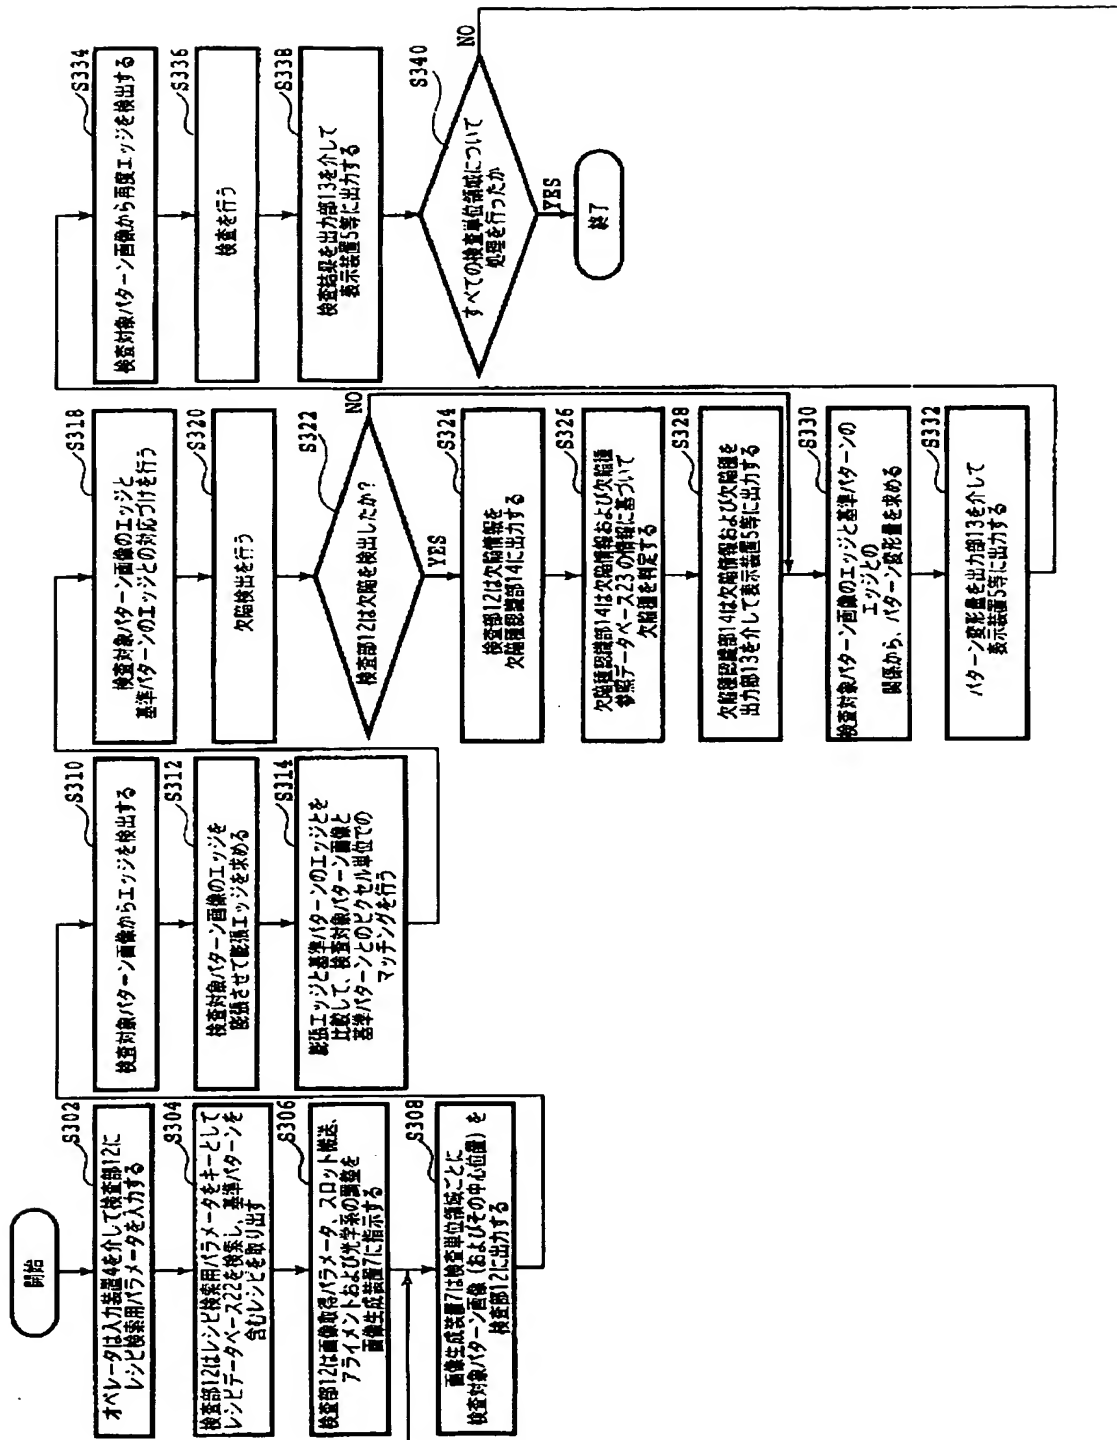 開始
S302
オペレータは入力装置4を介して検査部12に
レシピ検索用パラメータを入力する
S304
検査部12はレシピ検索用パラメータをキーとして
レシピデータベース22を検索し、基準パターンを
含むレシピを取り出す
S306
検査部12は画像取得パラメータ、スロット搬送、
アライメントおよび光学系の調整を
画像生成装置7に指示する
S308
画像生成装置7は検査単位領域ごとに
検査対象パターン画像（およびその中心位置）を
検査部12に出力する
S310
検査対象パターン画像からエッジを検出する
S312
検査対象パターン画像のエッジを
膨張させて膨張エッジを求める
S314
膨張エッジと基準パターンのエッジとを
比較して、検査対象パターン画像と
基準パターンとのピクセル単位での
マッチングを行う
S318
検査対象パターン画像のエッジと
基準パターンのエッジとの対応づけを行う
S320
欠陥検出を行う
S322
検査部12は欠陥を検出したか?
NO
YES
S324
検査部12は欠陥情報を
欠陥種認識部14に出力する
S326
欠陥種認識部14は欠陥情報および欠陥種
参照データベース23の情報に基づいて
欠陥種を判定する
S328
欠陥種認識部14は欠陥情報および欠陥種を
出力部13を介して表示装置5等に出力する
S330
検査対象パターン画像のエッジと基準パターンの
エッジとの
関係から、パターン変形量を求める
S332
パターン変形量を出力部13を介して
表示装置5等に出力する
S334
検査対象パターン画像から再度エッジを検出する
S336
検査を行う
S338
検査結果を出力部13を介して
表示装置5等に出力する
S340
すべての検査単位領域について
処理を行ったか
NO
YES
終了